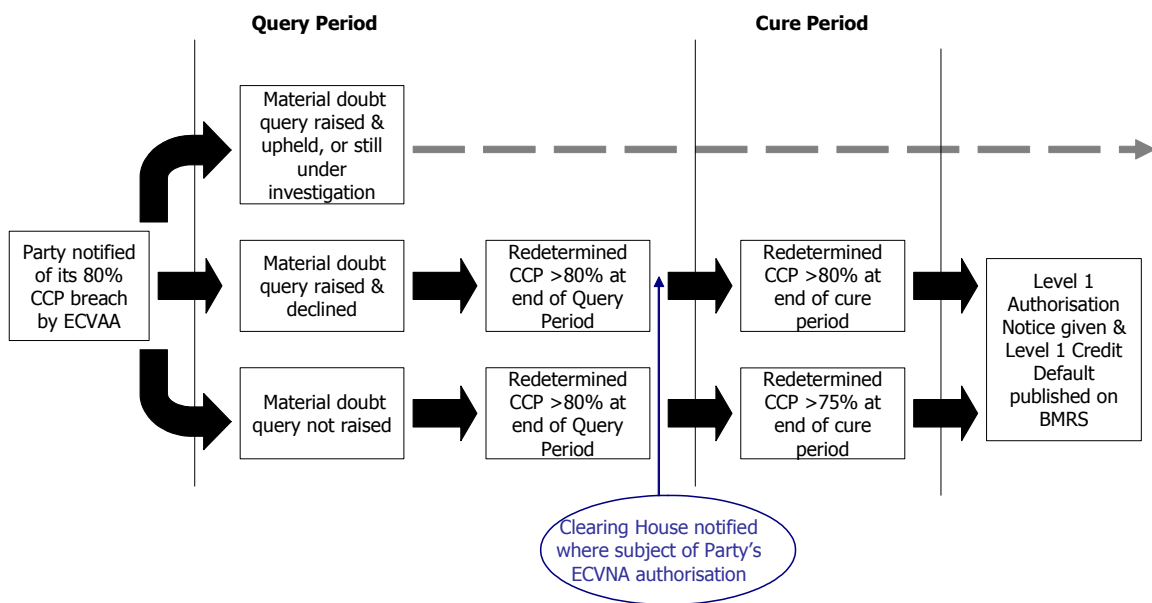 Query Period
Cure Period
Material doubt
query raised &
upheld, or still
under
investigation
Party notified
of its 80%
CCP breach
by ECVAA
Material doubt
query raised &
declined
Redetermined
CCP >80% at
end of Query
Period
Redetermined
CCP >80% at
end of cure
period
Level 1
Authorisation
Notice given &
Level 1 Credit
Default
published on
BMRS
Material doubt
query not raised
Redetermined
CCP >80% at
end of Query
Period
Redetermined
CCP >75% at
end of cure
period
Clearing House notified
where subject of Party's
ECVNA authorisation